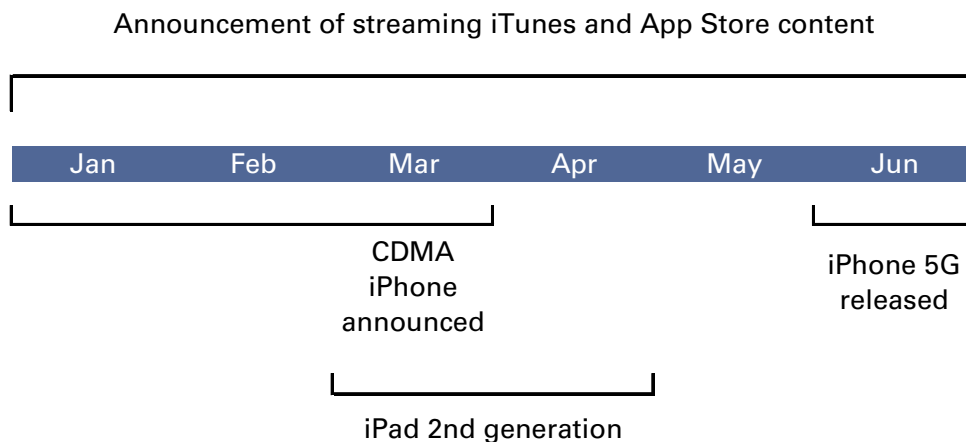 Announcement of streaming iTunes and App Store content
Jan Feb Mar Apr May Jun
CDMA
iPhone
announced
iPhone 5G
released
iPad 2nd generation